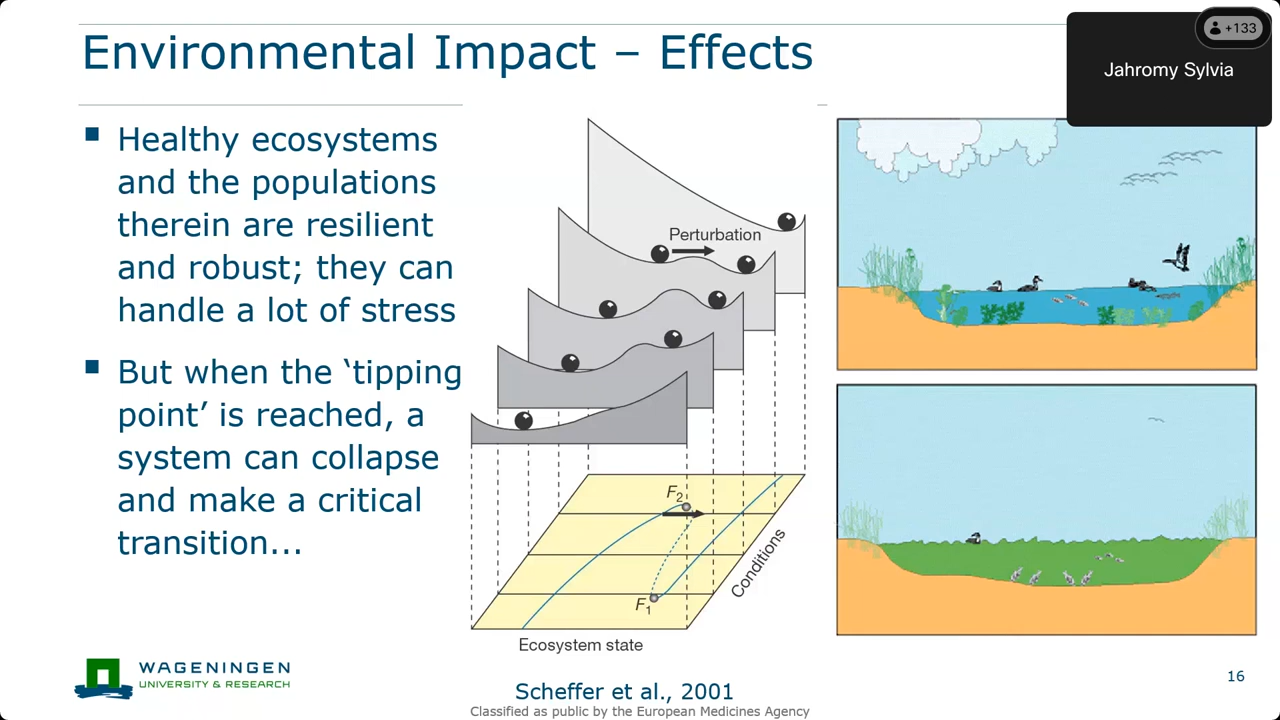 Environmental Impact – Effects
+133
Jahromy Sylvia
▪ Healthy ecosystems
and the populations
therein are resilient
and robust; they can
handle a lot of stress
▪ But when the ‘tipping
point’ is reached, a
system can collapse
and make a critical
transition...
Perturbation
F2
F1
Conditions
Ecosystem state
WAGENINGEN
UNIVERSITY & RESEARCH
Scheffer et al., 2001
16
Classified as public by the European Medicines Agency